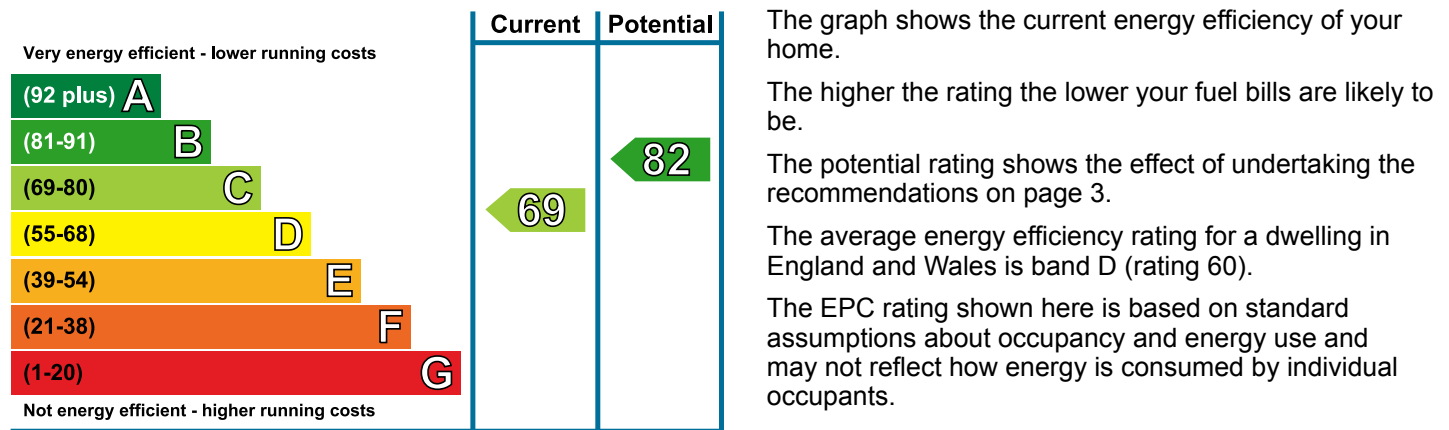 Current Potential
Very energy efficient - lower running costs
(92 plus) A
(81-91) B
82
(69-80) C
69
(55-68) D
(39-54) E
(21-38) F
(1-20) G
Not energy efficient - higher running costs
The graph shows the current energy efficiency of your
home.
The higher the rating the lower your fuel bills are likely to
be.
The potential rating shows the effect of undertaking the
recommendations on page 3.
The average energy efficiency rating for a dwelling in
England and Wales is band D (rating 60).
The EPC rating shown here is based on standard
assumptions about occupancy and energy use and
may not reflect how energy is consumed by individual
occupants.